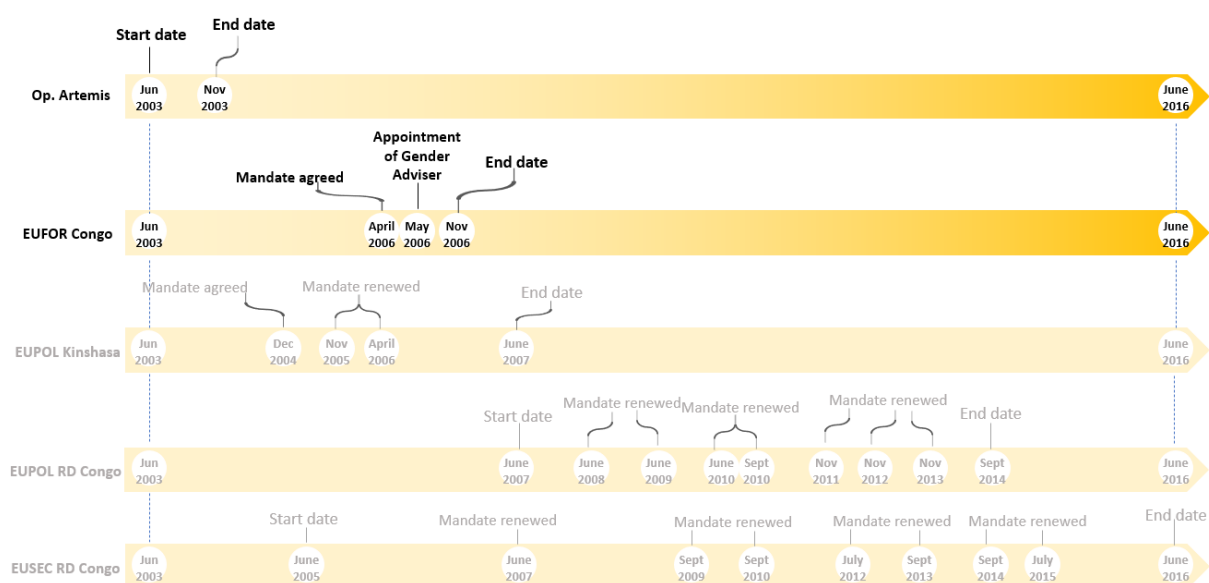 Start date
End date
Op. Artemis
Jun
2003
Nov
2003
June
2016
Appointment
of Gender
Adviser
Mandate agreed
End date
EUFOR Congo
Jun
2003
April
2006
May
2006
Nov
2006
June
2016
Mandate agreed
Mandate renewed
End date
EUPOL Kinshasa
Jun
2003
Dec
2004
Nov
2005
April
2006
June
2007
June
2016
Start date
Mandate renewed
Mandate renewed
Mandate renewed
End date
EUPOL RD Congo
Jun
2003
June
2007
June
2008
June
2009
June
2010
Sept
2010
Nov
2011
Nov
2012
Nov
2013
Sept
2014
June
2016
Start date
Mandate renewed
Mandate renewed
Mandate renewed
Mandate renewed
End date
EUSEC RD Congo
Jun
2003
June
2005
June
2007
Sept
2009
Sept
2010
July
2012
Sept
2013
Sept
2014
July
2015
June
2016